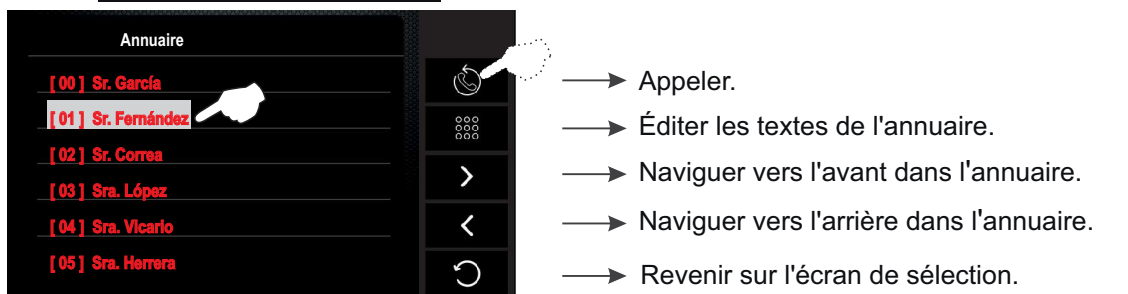 Annuaire
[ 00 ] Sr. García
[ 01 ] Sr. Fernández
[ 02 ] Sr. Correa
[ 03 ] Sra. López
[ 04 ] Sra. Vicario
[ 05 ] Sra. Herrera
Appeler.
Éditer les textes de l'annuaire.
Naviguer vers l'avant dans l'annuaire.
Naviguer vers l'arrière dans l'annuaire.
Revenir sur l'écran de sélection.